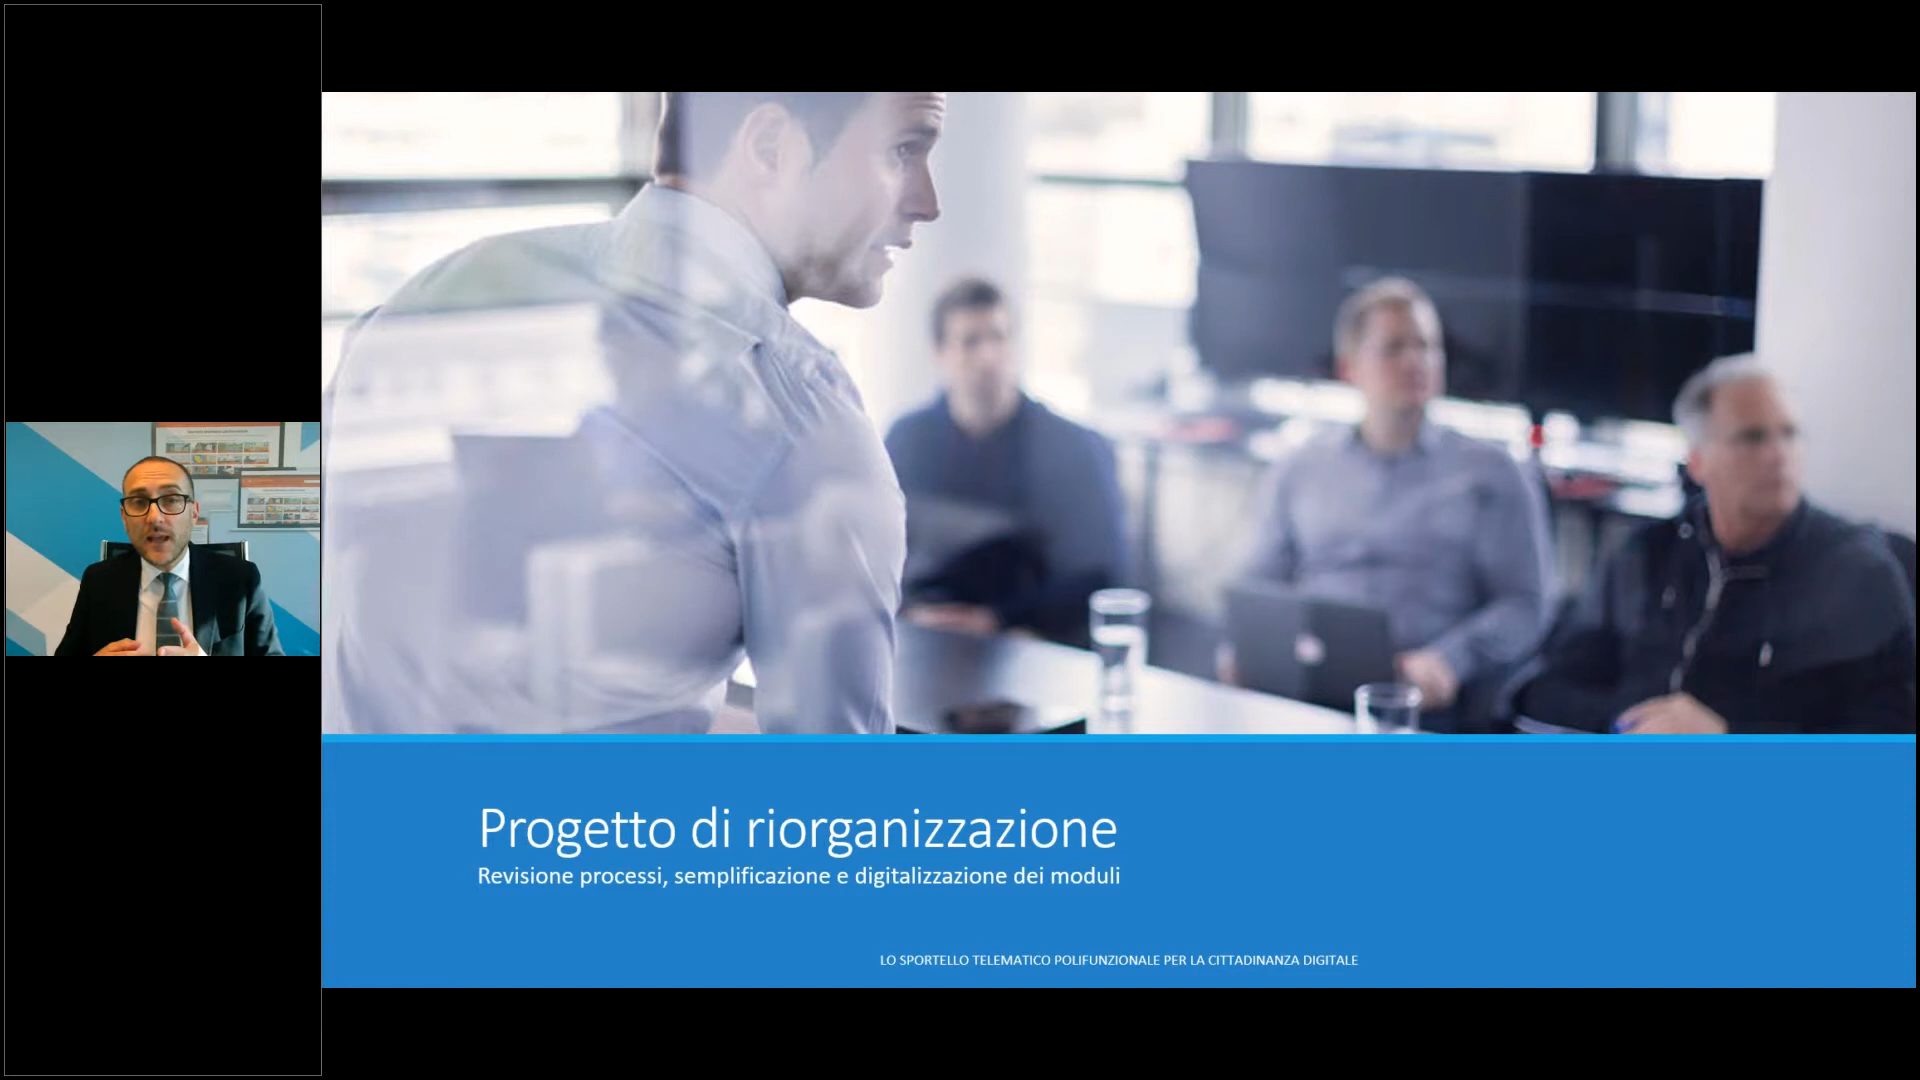 Progetto di riorganizzazione
Revisione processi, semplificazione e digitalizzazione dei moduli
LO SPORTELLO TELEMATICO POLIFUNZIONALE PER LA CITTADINANZA DIGITALE